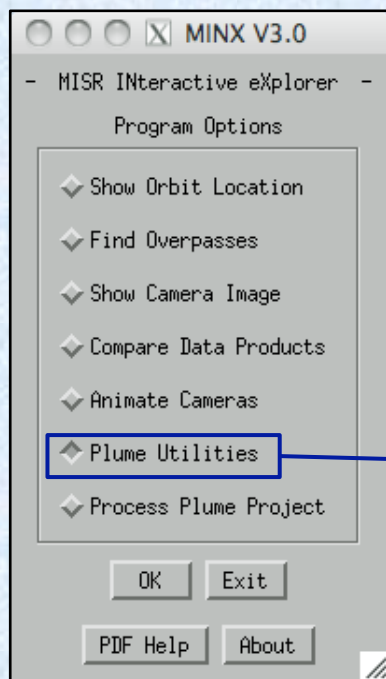 MINX V3.0
- MISR INteractive eXplorer -
Program Options
Show Orbit Location
Find Overpasses
Show Camera Image
Compare Data Products
Animate Cameras
Plume Utilities
Process Plume Project
OK Exit
PDF Help About